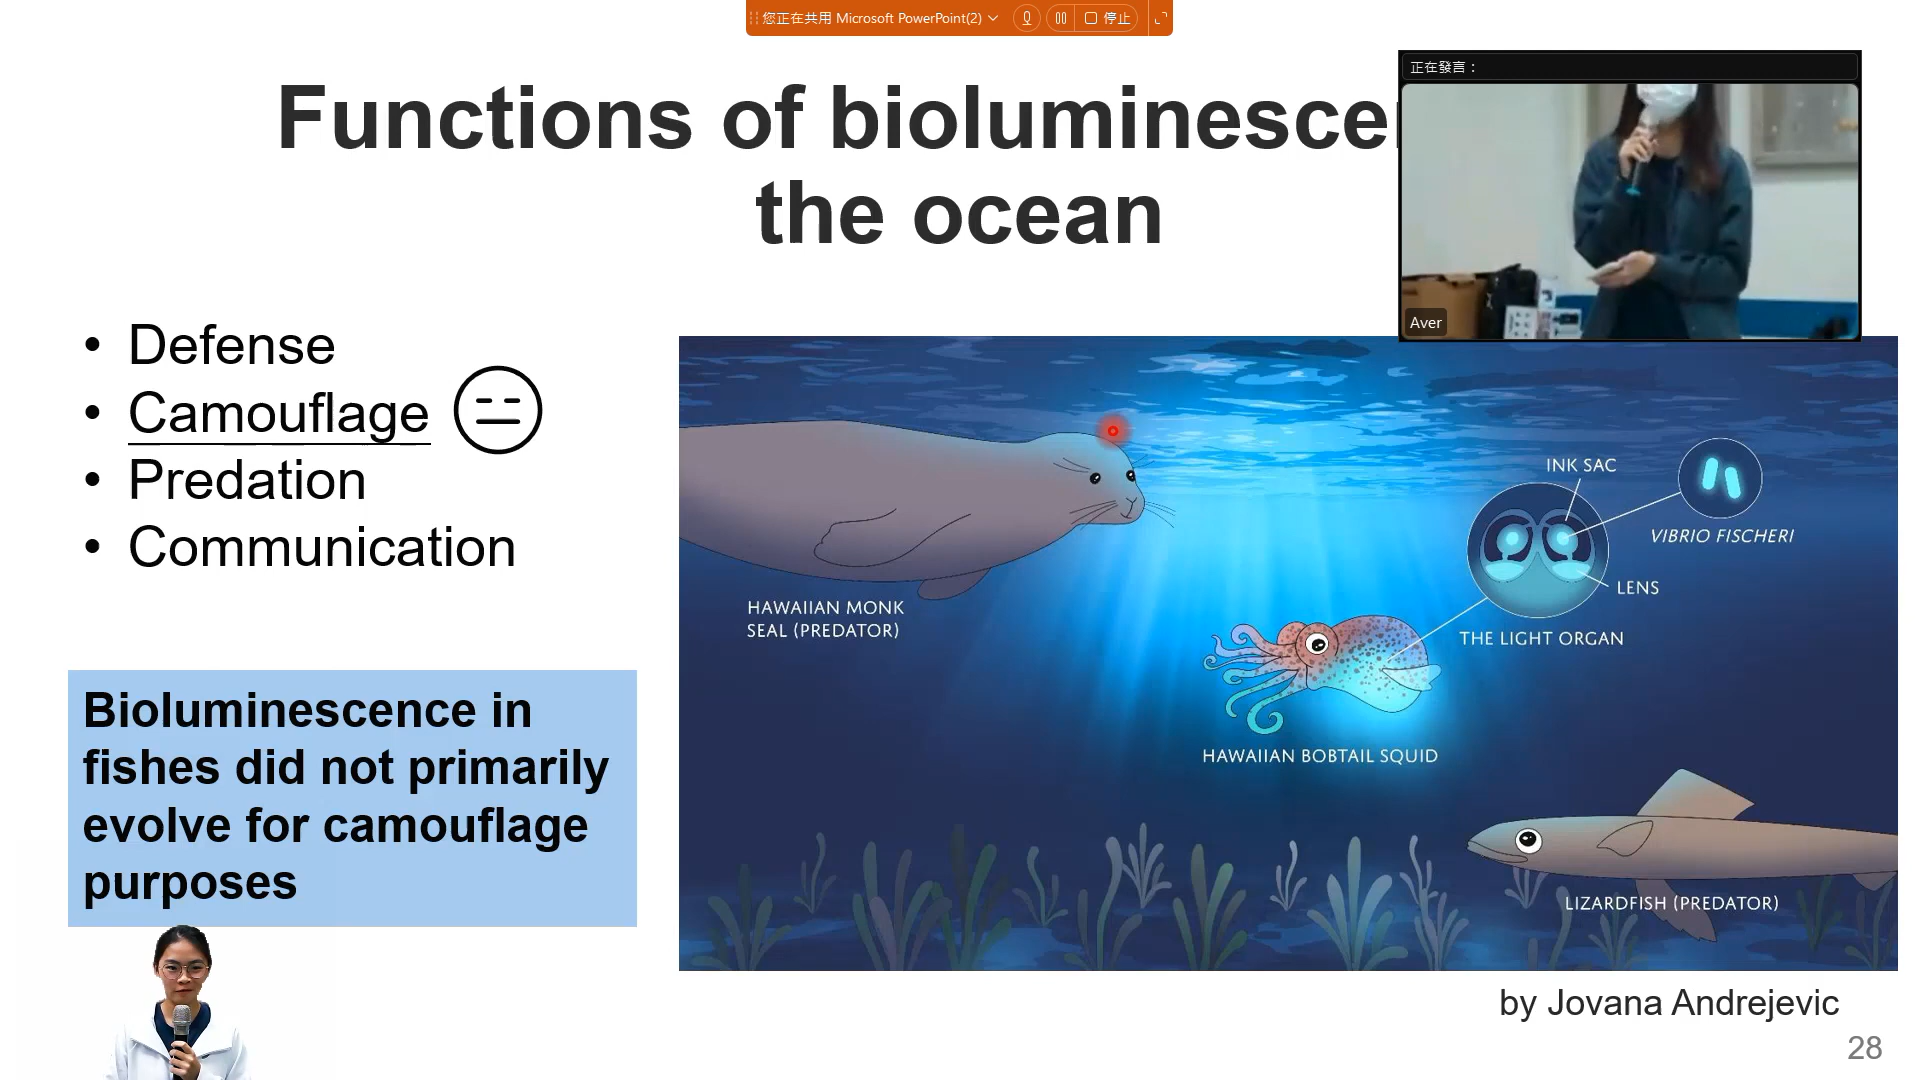 您正在共用 Microsoft PowerPoint(2)
停止
正在發言：
Aver
Functions of
the ocean
• Defense
• Camouflage
• Predation
• Communication
Bioluminescence in
fishes did not primarily
evolve for camouflage
purposes
HAWAIIAN MONK
SEAL (PREDATOR)
INK SAC
VIBRIO FISCHERI
LENS
THE LIGHT ORGAN
HAWAIIAN BOBTAIL SQUID
LIZARDFISH (PREDATOR)
by Jovana Andrejevic
28